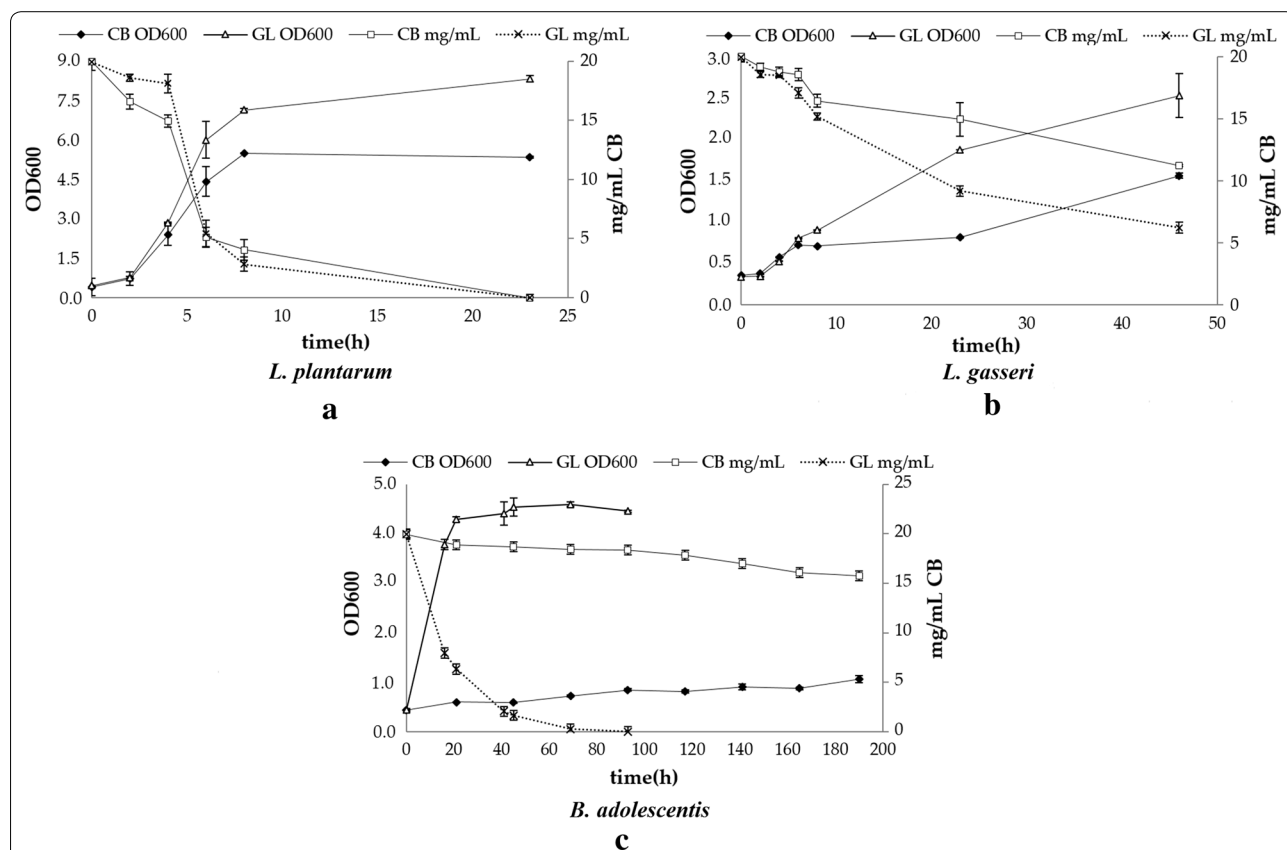 CB OD600 GL OD600 CB mg/mL GL mg/mL
9.0
7.5
6.0
4.5
3.0
1.5
0.0
OD600
20
15
10
5
0
mg/mL CB
0 5 10 15 20 25
time(h)
L. plantarum
a
CB OD600 GL OD600 CB mg/mL GL mg/mL
3.0
2.5
2.0
1.5
1.0
0.5
0.0
OD600
20
15
10
5
0
mg/mL CB
0 10 20 30 40 50
time(h)
L. gasseri
b
CB OD600 GL OD600 CB mg/mL GL mg/mL
5.0
4.0
3.0
2.0
1.0
0.0
OD600
25
20
15
10
5
0
mg/mL CB
0 20 40 60 80 100 120 140 160 180 200
time(h)
B. adolescentis
c